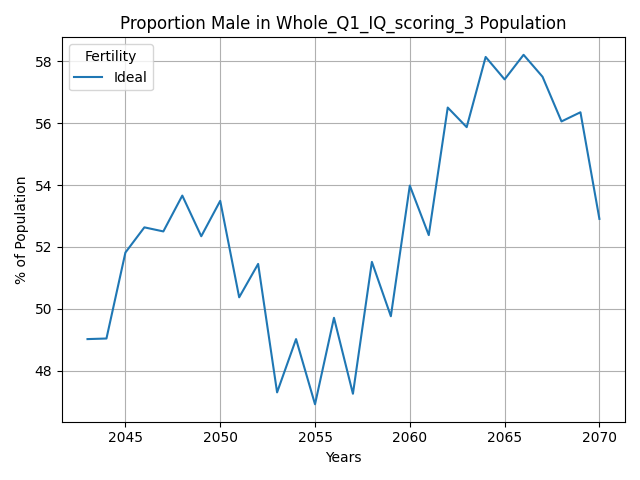 Proportion Male in Whole_Q1_IQ_scoring_3 Population
Fertility
Ideal
58
56
54
52
50
48
% of Population
2045 2050 2055 2060 2065 2070
Years